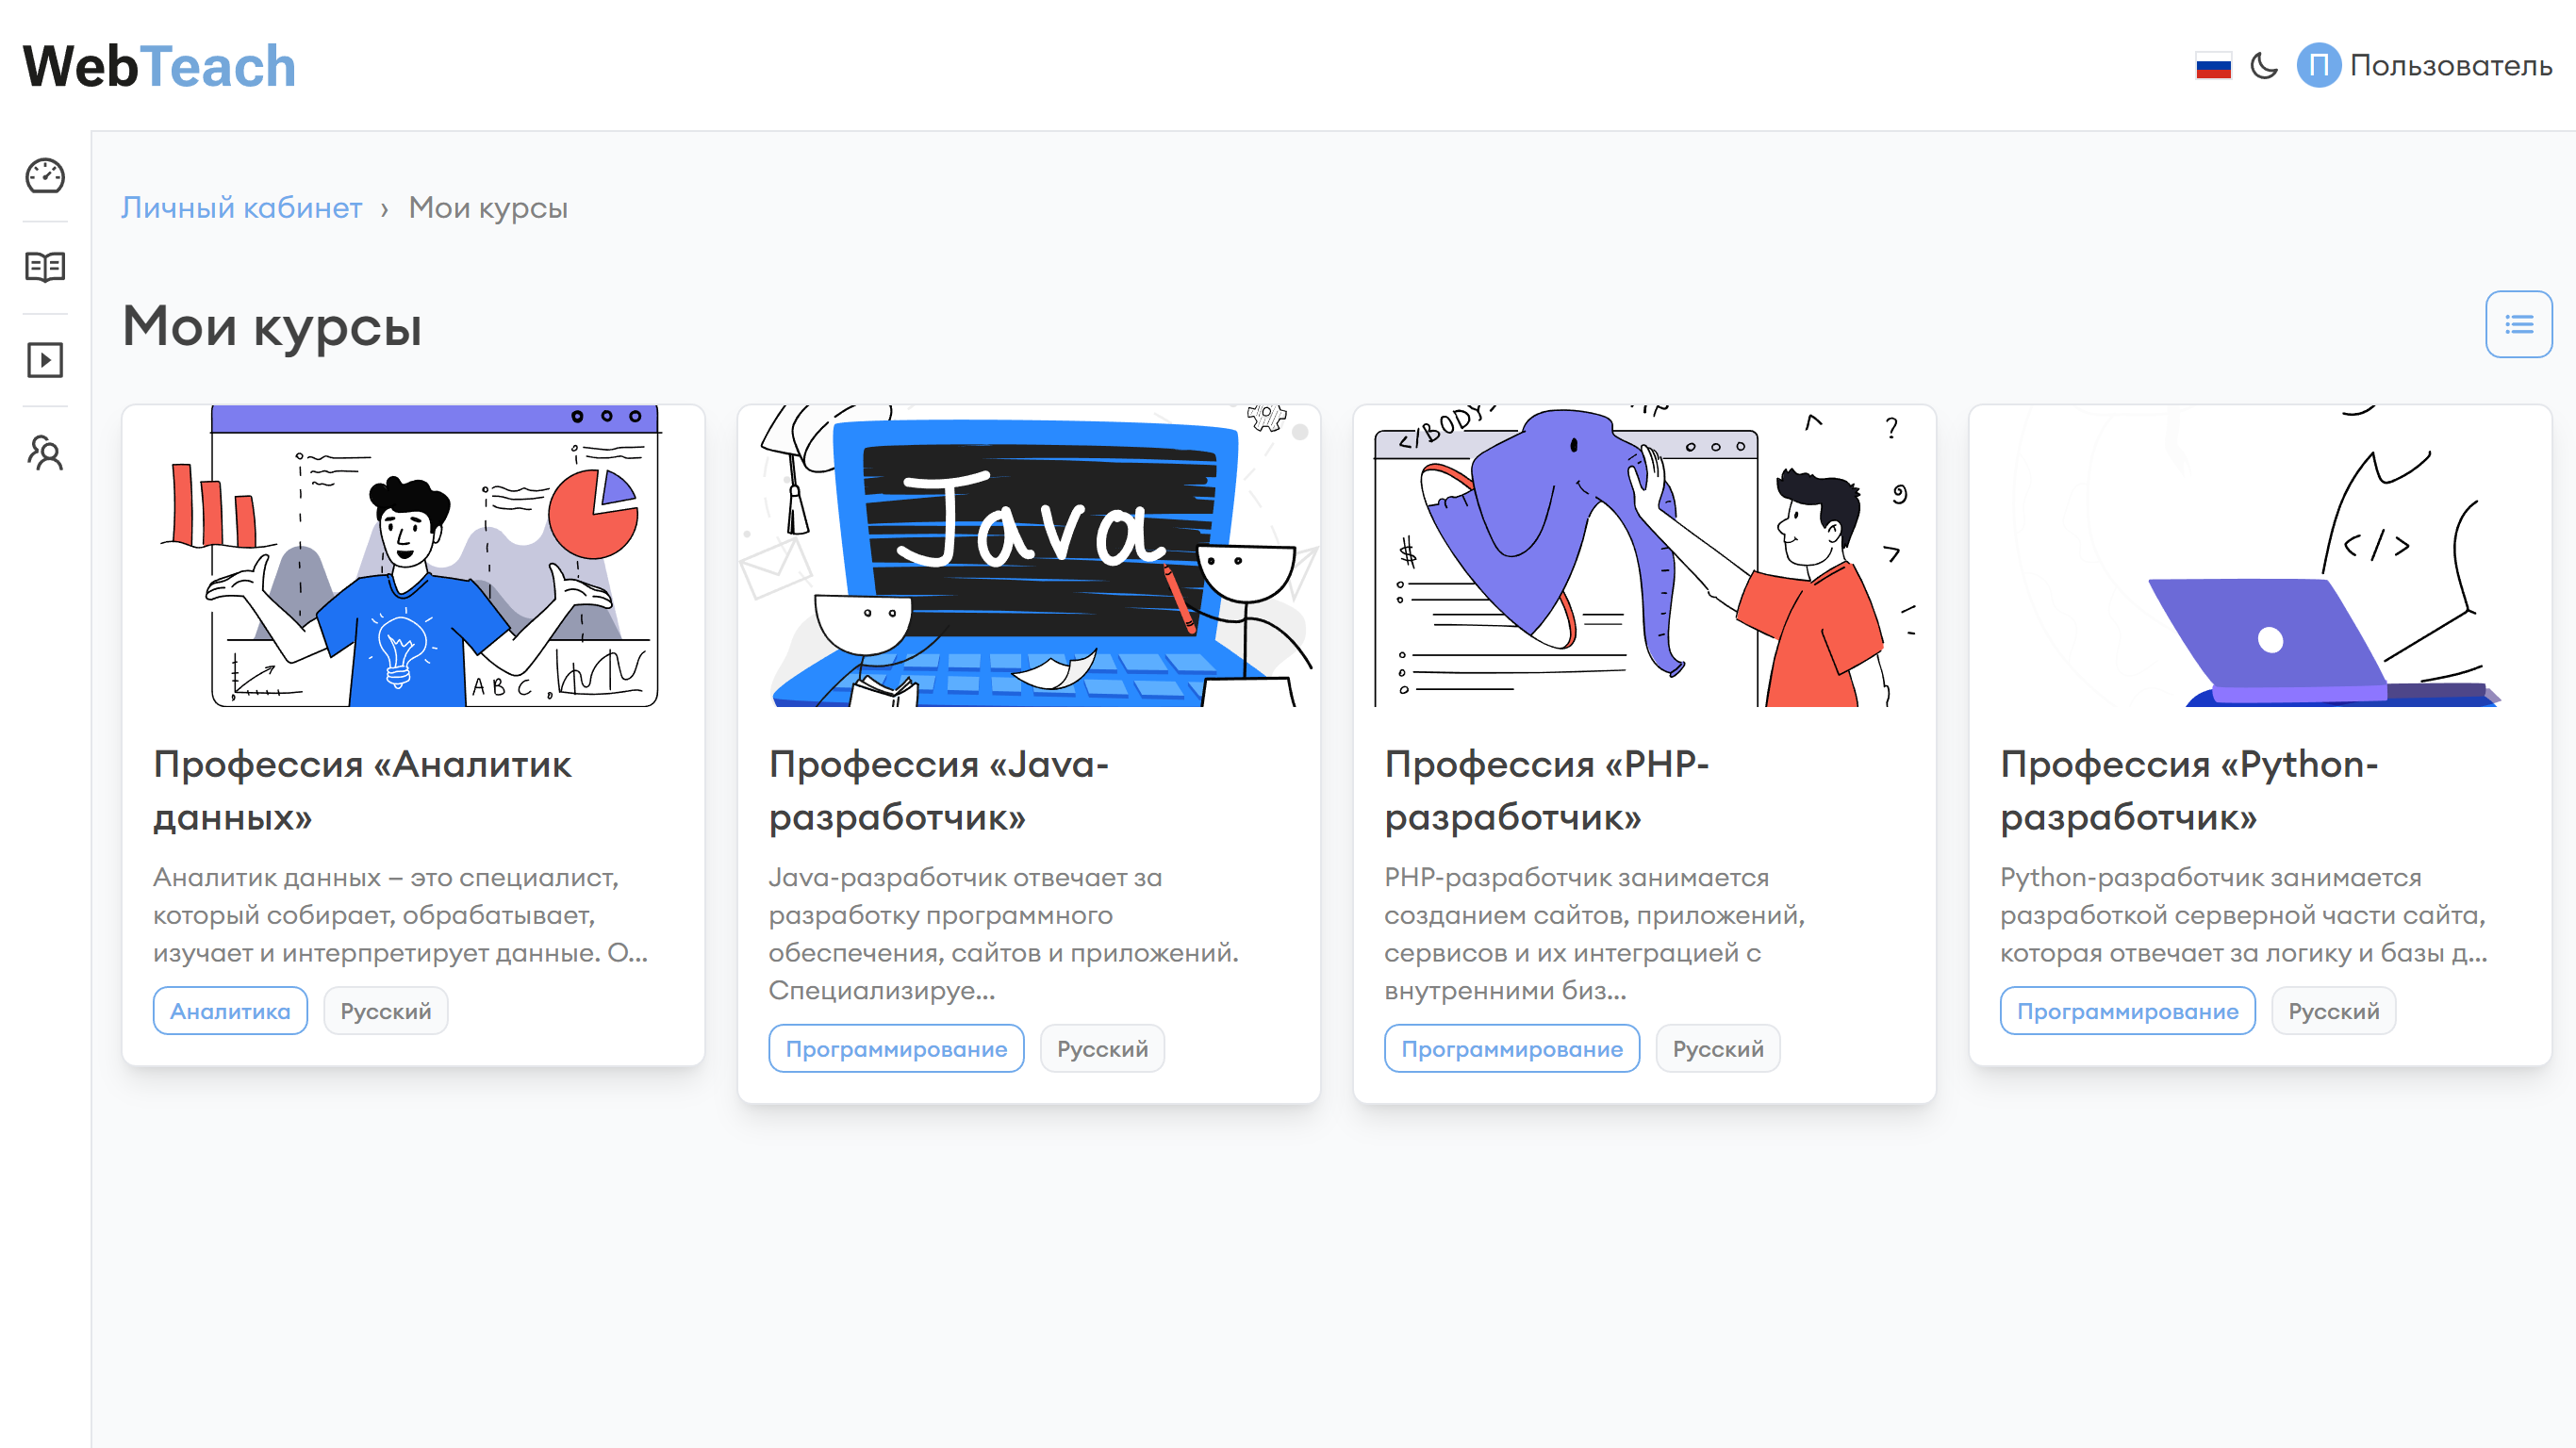 WebTeach
П Пользователь
Личный кабинет › Мои курсы
Мои курсы
Java
</BODY>
$
?
9
7
</>
A B C
Профессия «Аналитик
данных»
Аналитик данных – это специалист,
который собирает, обрабатывает,
изучает и интерпретирует данные. О...
Аналитика Русский
Профессия «Java-
разработчик»
Java-разработчик отвечает за
разработку программного
обеспечения, сайтов и приложений.
Специализируе...
Программирование Русский
Профессия «PHP-
разработчик»
PHP-разработчик занимается
созданием сайтов, приложений,
сервисов и их интеграцией с
внутренними биз...
Программирование Русский
Профессия «Python-
разработчик»
Python-разработчик занимается
разработкой серверной части сайта,
которая отвечает за логику и базы д...
Программирование Русский